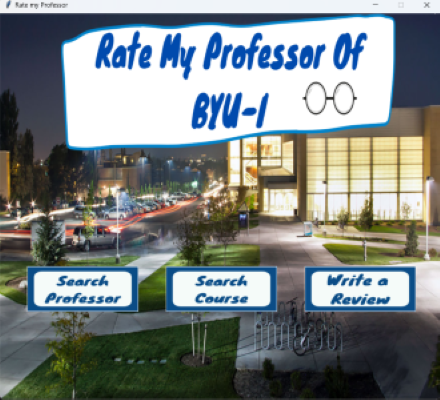 Rate my Professor
Rate My Professor Of
BYU-I
Search
Professor
Search
Course
Write a
Review